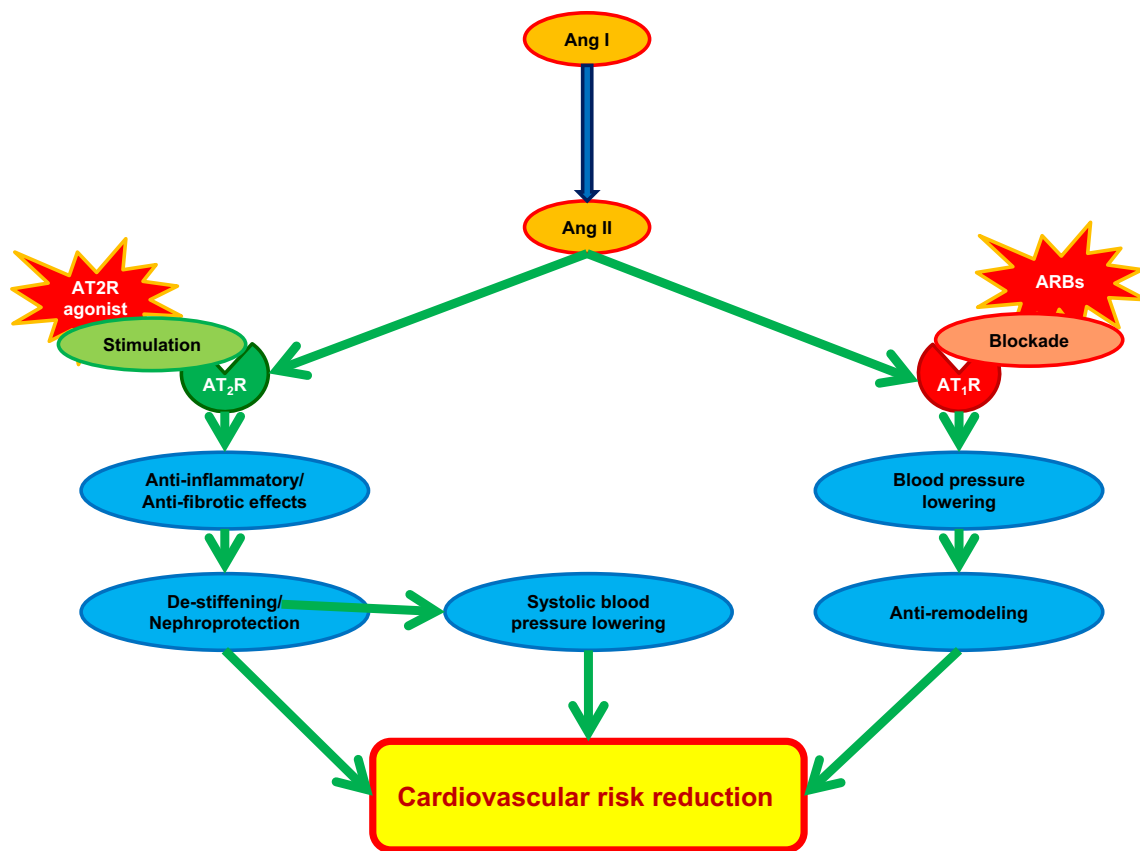 Ang I
Ang II
AT2R
agonist
Stimulation
AT₂R
ARBs
Blockade
AT₁R
Anti-inflammatory/
Anti-fibrotic effects
Blood pressure
lowering
De-stiffening/
Nephroprotection
Systolic blood
pressure lowering
Anti-remodeling
Cardiovascular risk reduction